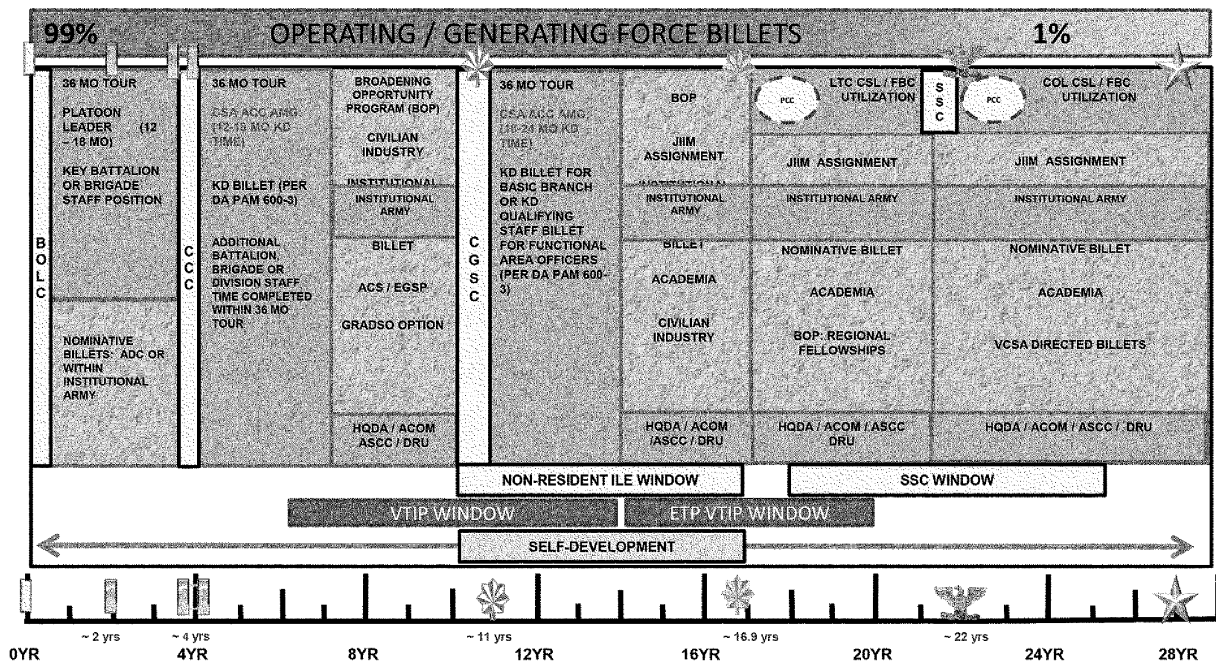 99% OPERATING / GENERATING FORCE BILLETS 1%
BOLC
36 MO TOUR
PLATOON
LEADER (12
– 18 MO)
KEY BATTALION
OR BRIGADE
STAFF POSITION
NOMINATIVE
BILLETS: ADC OR
WITHIN
INSTITUTIONAL
ARMY
CCC
36 MO TOUR
CSA ACC AMG
(12-18 MO KD
TIME)
KD BILLET (PER
DA PAM 600-3)
ADDITIONAL
BATTALION,
BRIGADE OR
DIVISION STAFF
TIME COMPLETED
WITHIN 36 MO
TOUR
BROADENING
OPPORTUNITY
PROGRAM (BOP)
CIVILIAN
INDUSTRY
INSTITUTIONAL
INSTITUTIONAL
ARMY
BILLET
ACS / EGSP
GRADSO OPTION
HQDA / ACOM
ASCC / DRU
CGSC
36 MO TOUR
CSA ACC AMG
(18-24 MO KD
TIME)
KD BILLET FOR
BASIC BRANCH
OR KD
QUALIFYING
STAFF BILLET
FOR FUNCTIONAL
AREA OFFICERS
(PER DA PAM 600-
3)
BOP
JIIM
ASSIGNMENT
INSTITUTIONAL
INSTITUTIONAL
ARMY
BILLET
ACADEMIA
CIVILIAN
INDUSTRY
HQDA / ACOM
/ASCC / DRU
PCC
LTC CSL / FBC
UTILIZATION
JIIM ASSIGNMENT
INSTITUTIONAL ARMY
NOMINATIVE BILLET
ACADEMIA
BOP: REGIONAL
FELLOWSHIPS
HQDA / ACOM / ASCC /
DRU
SSC
PCC
COL CSL / FBC
UTILIZATION
JIIM ASSIGNMENT
INSTITUTIONAL ARMY
NOMINATIVE BILLET
ACADEMIA
VCSA DIRECTED BILLETS
HQDA / ACOM / ASCC / DRU
NON-RESIDENT ILE WINDOW
SSC WINDOW
VTIP WINDOW
ETP VTIP WINDOW
SELF-DEVELOPMENT
~ 2 yrs ~ 4 yrs ~ 11 yrs ~ 16.9 yrs ~ 22 yrs
0YR 4YR 8YR 12YR 16YR 20YR 24YR 28YR